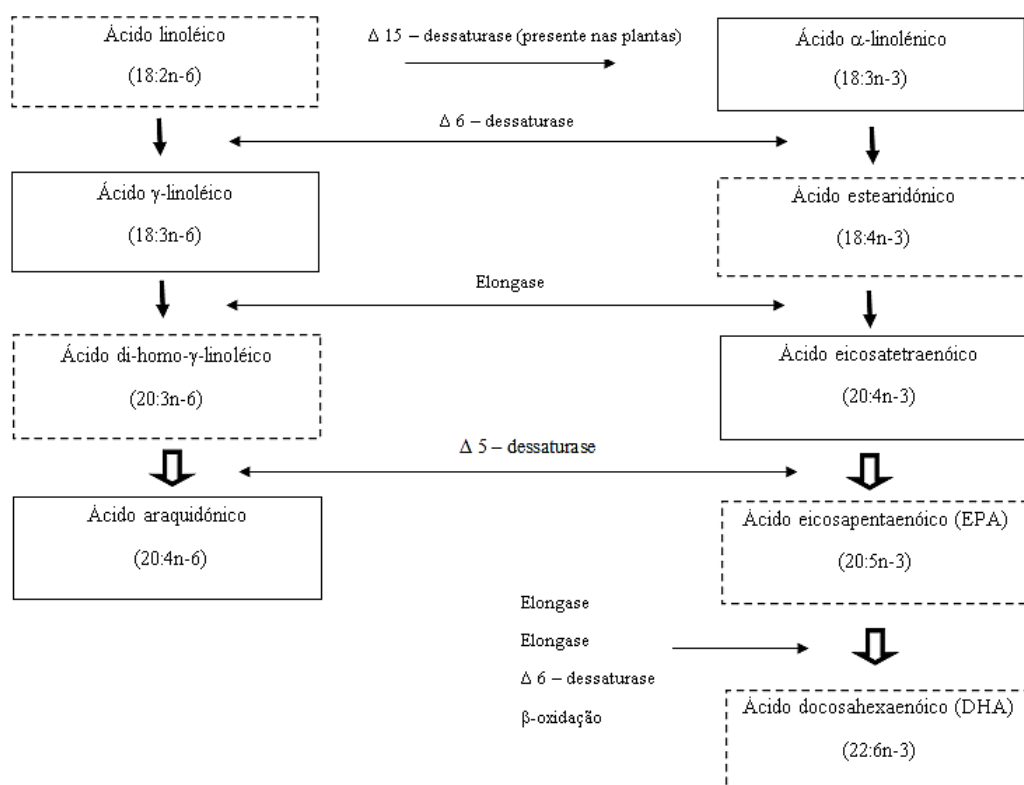 Ácido linoléico
(18:2n-6)
Δ 15 – dessaturase (presente nas plantas)
Ácido α-linolénico
(18:3n-3)
Δ 6 – dessaturase
Ácido γ-linoléico
(18:3n-6)
Ácido estearidónico
(18:4n-3)
Elongase
Ácido di-homo-γ-linoléico
(20:3n-6)
Ácido eicosatetraenóico
(20:4n-3)
Δ 5 – dessaturase
Ácido araquidónico
(20:4n-6)
Ácido eicosapentaenóico (EPA)
(20:5n-3)
Elongase
Elongase
Δ 6 – dessaturase
β-oxidação
Ácido docosahexaenóico (DHA)
(22:6n-3)